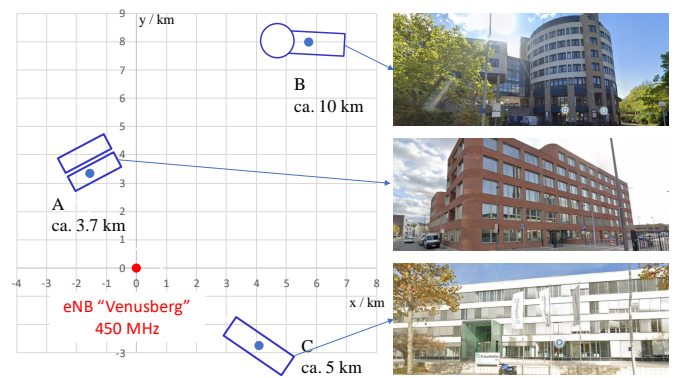 9
y / km
8
7
6
5
4
3
2
1
0
-3
-4
-3
-2
-1
0
1
2
3
4
5
6
7
8
x / km
B
ca. 10 km
A
ca. 3.7 km
eNB “Venusberg”
450 MHz
C
ca. 5 km
Fraunhofer